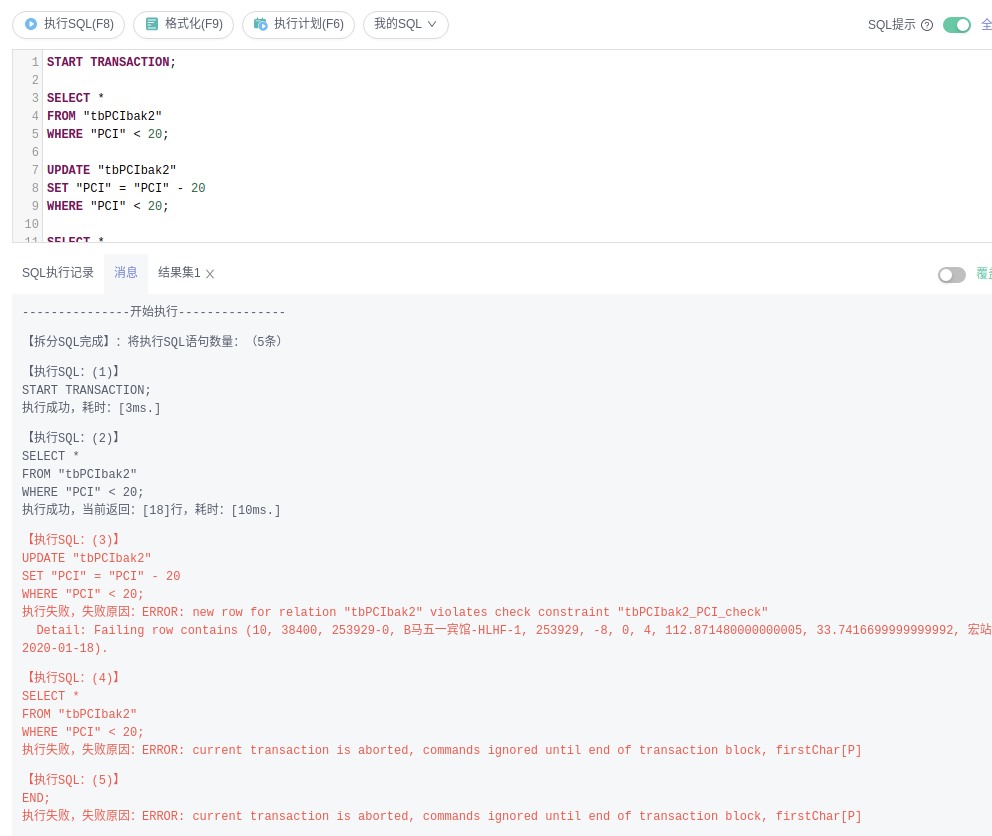 执行SQL(F8) 格式化(F9) 执行计划(F6) 我的SQL SQL提示 全
1 START TRANSACTION;
2
3 SELECT *
4 FROM "tbPCIbak2"
5 WHERE "PCI" < 20;
6
7 UPDATE "tbPCIbak2"
8 SET "PCI" = "PCI" - 20
9 WHERE "PCI" < 20;
10
11 SELECT *
SQL执行记录 消息 结果集1 覆盖
---------------开始执行---------------
【拆分SQL完成】：将执行SQL语句数量：（5条）
【执行SQL：(1)】
START TRANSACTION;
执行成功，耗时：[3ms.]
【执行SQL：(2)】
SELECT *
FROM "tbPCIbak2"
WHERE "PCI" < 20;
执行成功，当前返回：[18]行，耗时：[10ms.]
【执行SQL：(3)】
UPDATE "tbPCIbak2"
SET "PCI" = "PCI" - 20
WHERE "PCI" < 20;
执行失败，失败原因：ERROR: new row for relation "tbPCIbak2" violates check constraint "tbPCIbak2_PCI_check"
Detail: Failing row contains (10, 38400, 253929-0, B马五一宾馆-HLHF-1, 253929, -8, 0, 4, 112.871480000000005, 33.7416699999999992, 宏站
2020-01-18).
【执行SQL：(4)】
SELECT *
FROM "tbPCIbak2"
WHERE "PCI" < 20;
执行失败，失败原因：ERROR: current transaction is aborted, commands ignored until end of transaction block, firstChar[P]
【执行SQL：(5)】
END;
执行失败，失败原因：ERROR: current transaction is aborted, commands ignored until end of transaction block, firstChar[P]